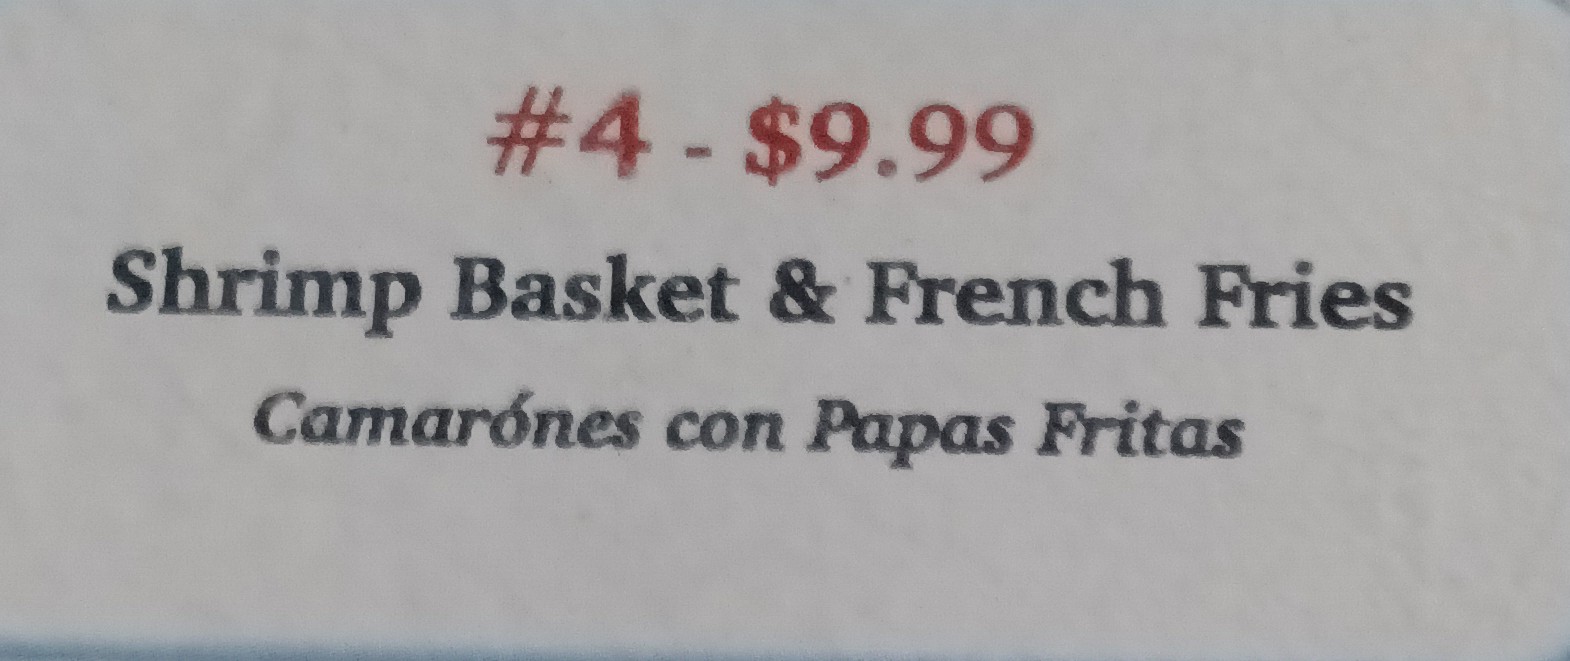 #4 - $9.99
Shrimp Basket & French Fries
Camarónes con Papas Fritas